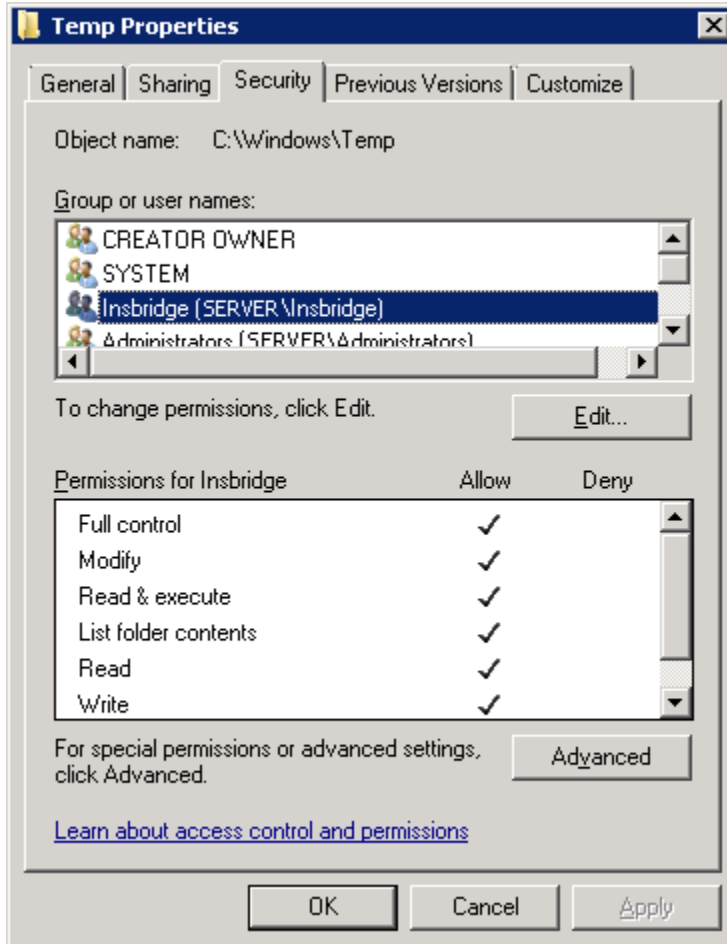 Temp Properties
General Sharing Security Previous Versions Customize
Object name: C:\Windows\Temp
Group or user names:
CREATOR OWNER
SYSTEM
Insbridge (SERVER\Insbridge)
Administrators (SERVER\Administrators)
To change permissions, click Edit. Edit...
Permissions for Insbridge Allow Deny
Full control
Modify
Read & execute
List folder contents
Read
Write
For special permissions or advanced settings, click Advanced. Advanced
Learn about access control and permissions
OK Cancel Apply